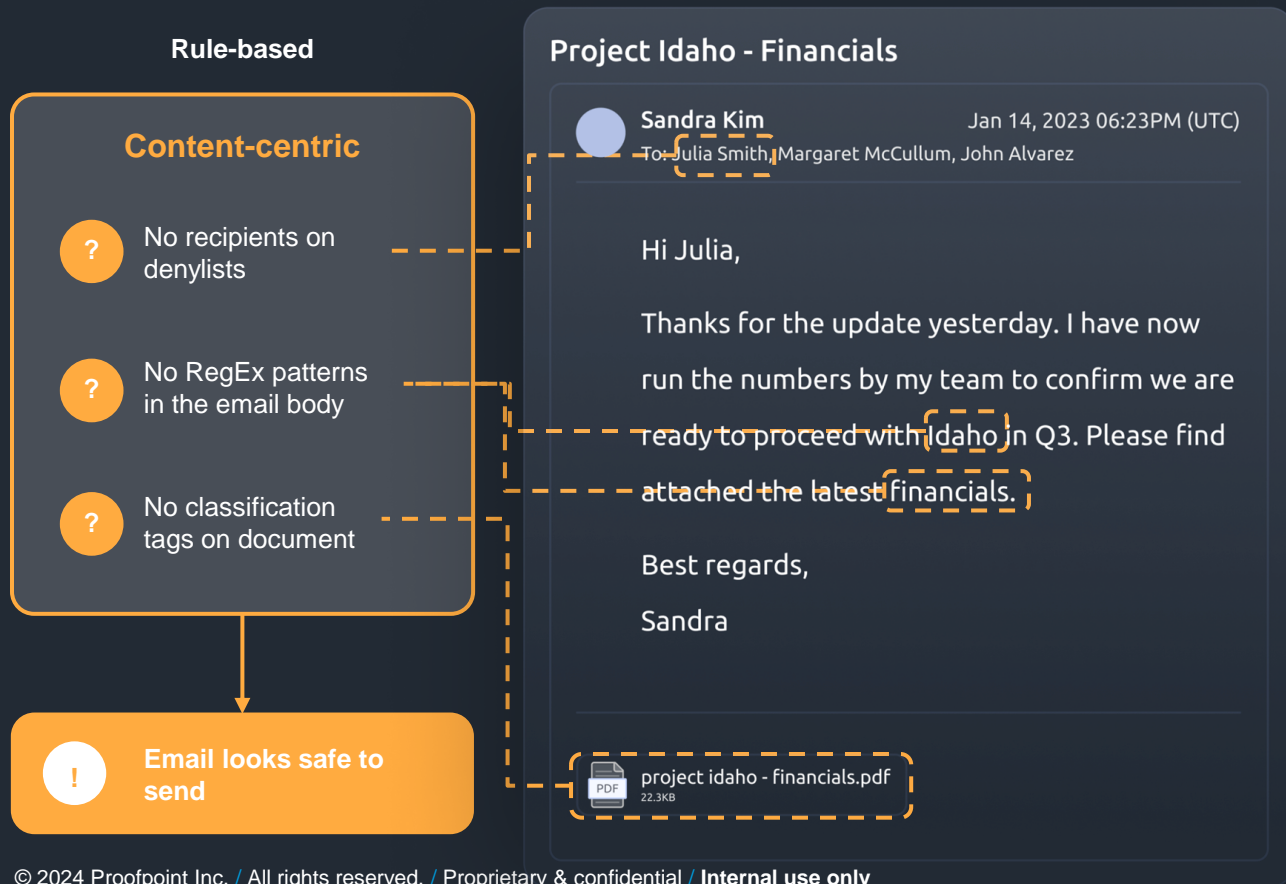 Rule-based
Content-centric
?
No recipients on
denylists
?
No RegEx patterns
in the email body
?
No classification
tags on document
!
Email looks safe to
send
Project Idaho - Financials
Sandra Kim
Jan 14, 2023 06:23PM (UTC)
To: Julia Smith, Margaret McCullum, John Alvarez
Hi Julia,
Thanks for the update yesterday. I have now
run the numbers by my team to confirm we are
ready to proceed with Idaho in Q3. Please find
attached the latest financials.
Best regards,
Sandra
PDF
project idaho - financials.pdf
22.3KB
© 2024 Proofpoint Inc. / All rights reserved. / Proprietary & confidential / Internal use only